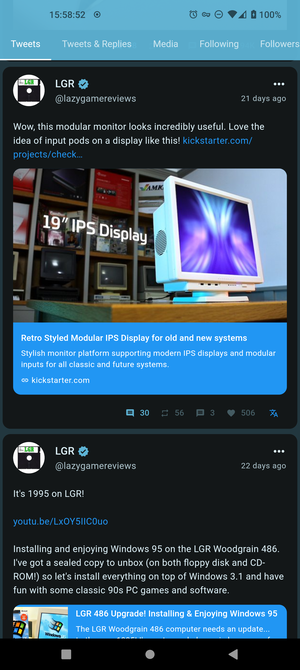 15:58:52
100%
Tweets
Tweets & Replies
Media
Following
Followers
LGR
@lazygamereviews
21 days ago
Wow, this modular monitor looks incredibly useful. Love the
idea of input pods on a display like this! kickstarter.com/
projects/check…
19" IPS Display
Retro Styled Modular IPS Display for old and new systems
Stylish monitor platform supporting modern IPS displays and modular
inputs for all classic and future systems.
kickstarter.com
30
56
3
506
LGR
@lazygamereviews
22 days ago
It's 1995 on LGR!
youtu.be/LxOY5IIC0uo
Installing and enjoying Windows 95 on the LGR Woodgrain 486.
I've got a sealed copy to unbox (on both floppy disk and CD-
ROM!) so let's install everything on top of Windows 3.1 and have
fun with some classic 90s PC games and software.
LGR 486 Upgrade! Installing & Enjoying Windows 95
The LGR Woodgrain 486 computer needs an update...